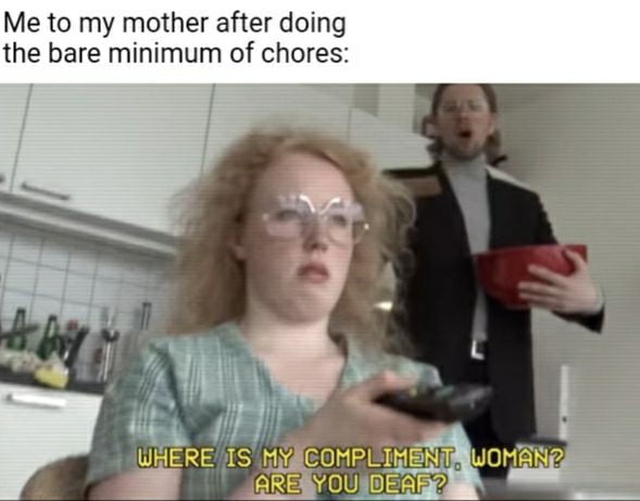 Me to my mother after doing
the bare minimum of chores:
WHERE IS MY COMPLIMENT, WOMAN?
ARE YOU DEAF?